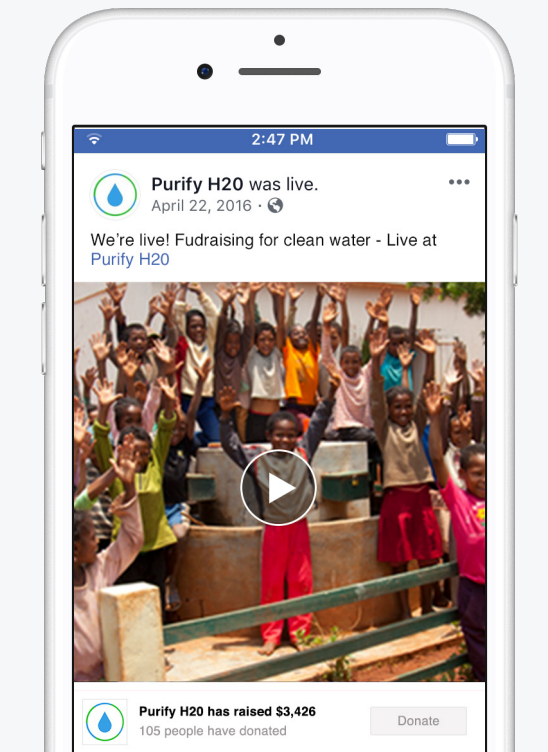 2:47 PM
Purify H20 was live.
April 22, 2016 ·
We're live! Fudraising for clean water - Live at
Purify H20
Purify H20 has raised $3,426
Donate
105 people have donated